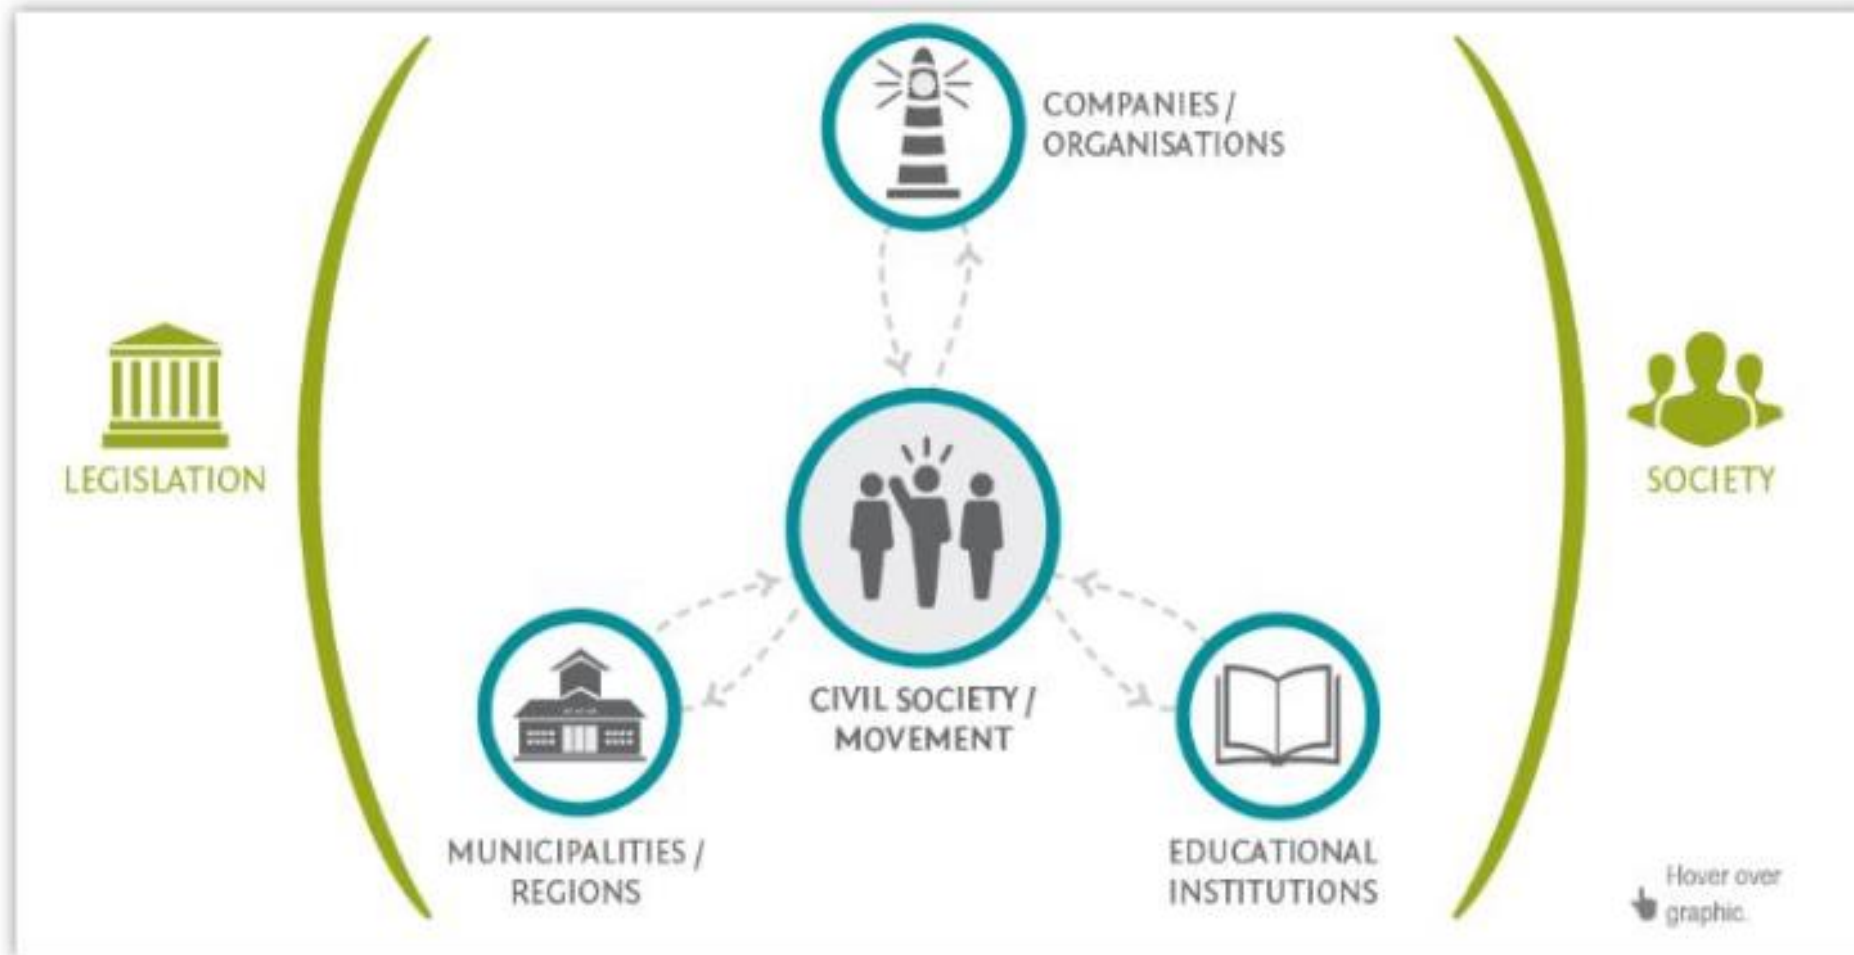 COMPANIES /
ORGANISATIONS
LEGISLATION
SOCIETY
CIVIL SOCIETY /
MOVEMENT
MUNICIPALITIES /
REGIONS
EDUCATIONAL
INSTITUTIONS
Hover over
graphic.